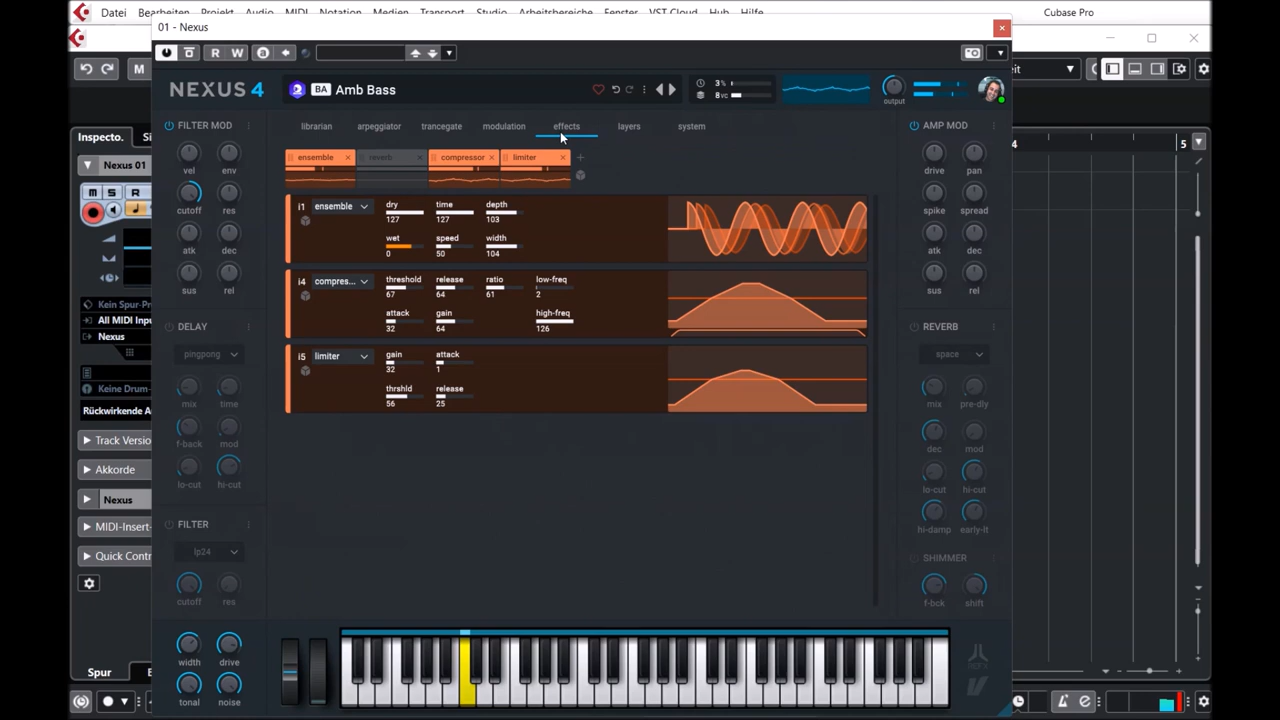 Datei Bearbeiten Projekt Audio MIDI Notation Medien Transport Studio Arbeitsbereiche Fenster VST Cloud Hub Hilfe Cubase Pro
01 - Nexus
M R W a
NEXUS 4 BA Amb Bass 3 % 8 vc output
Inspecto.
Nexus 01
M S R
All MIDI Inpu
Nexus
Keine Drum-
Rückwirkende A
Track Versio
Akkorde
Nexus
MIDI-Insert-
Quick Contr
Spur
FILTER MOD
vel env
cutoff res
atk dec
sus rel
DELAY
pingpong
mix time
f-back mod
lo-cut hi-cut
FILTER
lp24
cutoff res
width drive
tonal noise
librarian arpeggiator trancegate modulation effects layers system
ensemble reverb compressor limiter
i1 ensemble dry time depth
127 127 103
wet speed width
0 50 104
i4 compres... threshold release ratio low-freq
67 64 61 2
attack gain high-freq
32 64 126
i5 limiter gain attack
32 1
thrshld release
56 25
AMP MOD
drive pan
spike spread
atk dec
sus rel
REVERB
space
mix pre-dly
dec mod
lo-cut hi-cut
hi-damp early-lt
SHIMMER
f-bck shift
4 5